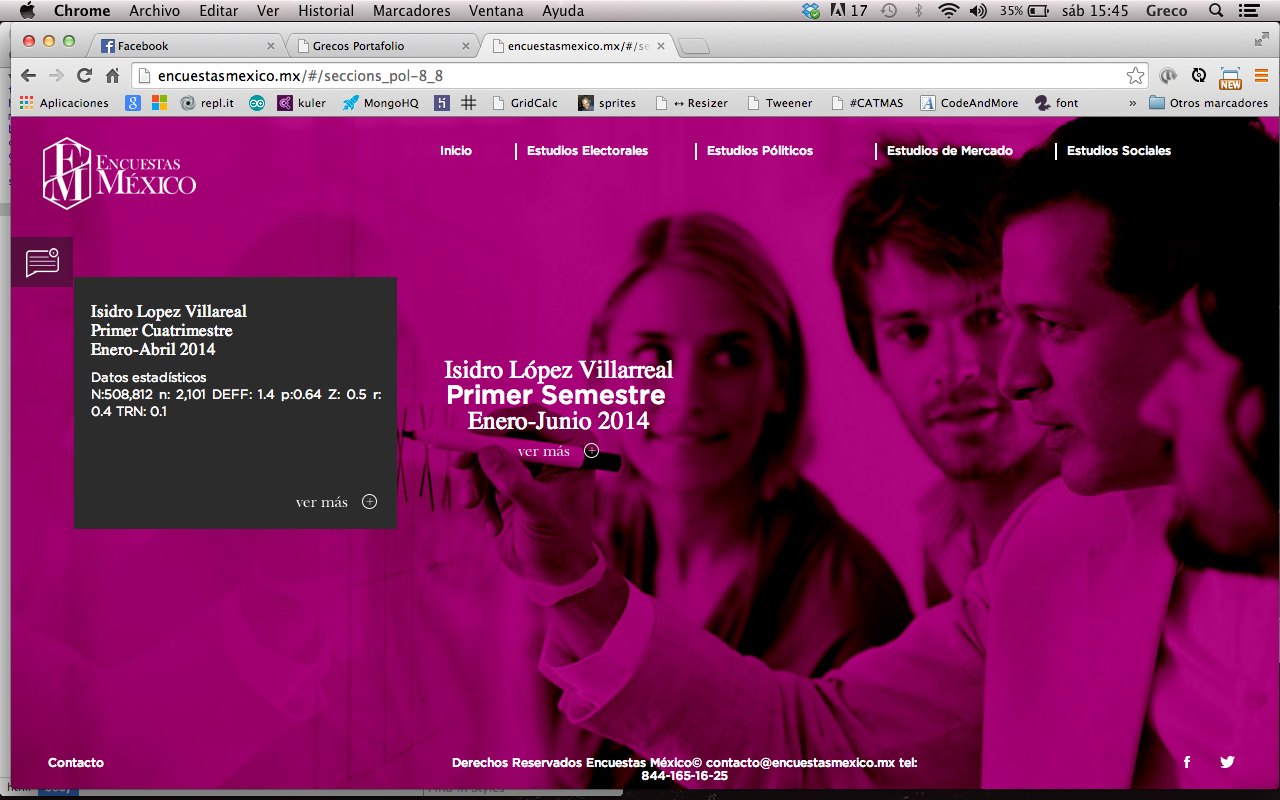 Chrome Archivo Editar Ver Historial Marcadores Ventana Ayuda 17 35% sáb 15:45 Greco
Facebook Grecos Portafolio encuestasmexico.mx/#/se
encuestasmexico.mx/#/seccions_pol-8_8
Aplicaciones repl.it kuler MongoHQ GridCalc sprites ↔ Resizer Tweener #CATMAS CodeAndMore font » Otros marcadores
NEW
EM ENCUESTAS
MÉXICO
Inicio Estudios Electorales Estudios Póliticos Estudios de Mercado Estudios Sociales
Isidro Lopez Villareal
Primer Cuatrimestre
Enero-Abril 2014
Datos estadísticos
N:508,812 n: 2,101 DEFF: 1.4 p:0.64 Z: 0.5 r:
0.4 TRN: 0.1
ver más
Isidro López Villarreal
Primer Semestre
Enero-Junio 2014
ver más
Contacto
Derechos Reservados Encuestas México© contacto@encuestasmexico.mx tel:
844-165-16-25